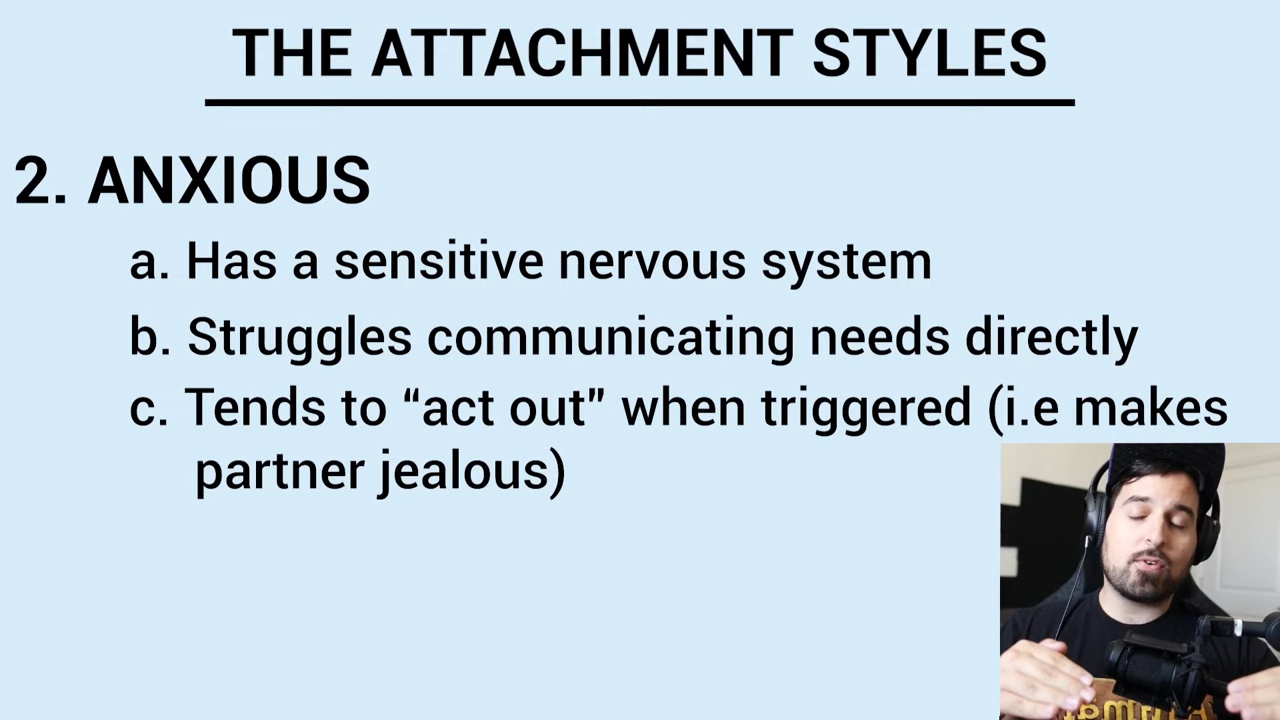 THE ATTACHMENT STYLES
2. ANXIOUS
a. Has a sensitive nervous system
b. Struggles communicating needs directly
c. Tends to “act out” when triggered (i.e makes
partner jealous)